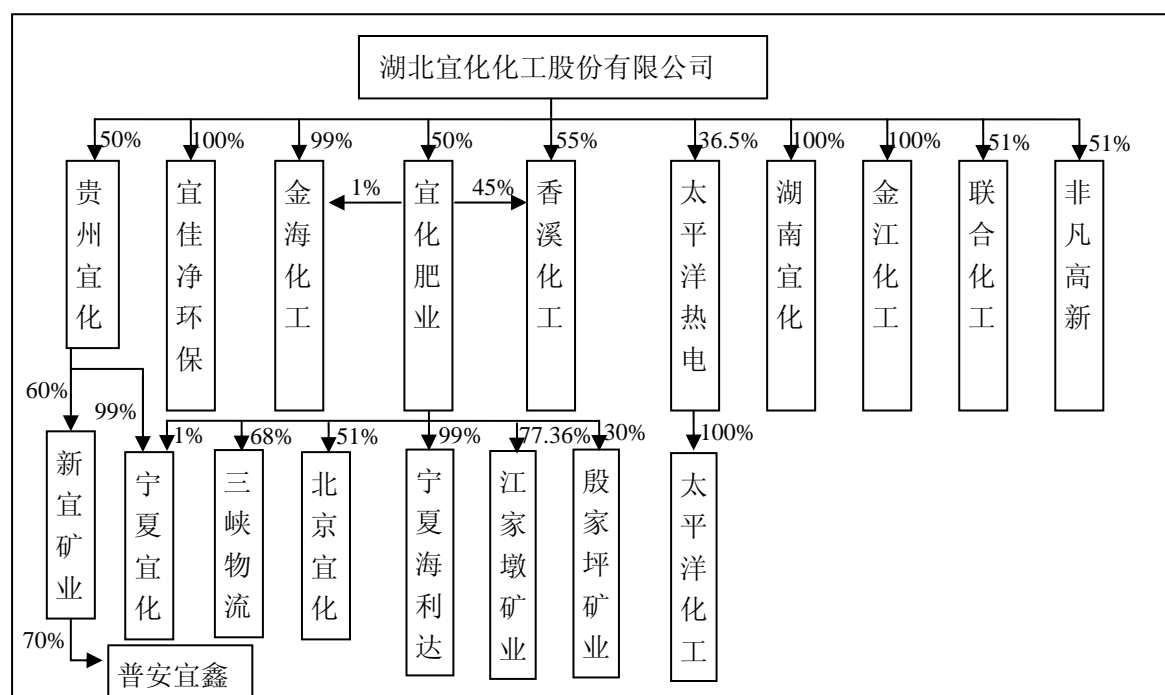 湖北宜化化工股份有限公司
50%
100%
99%
50%
55%
36.5%
100%
100%
51%
51%
贵州宜化
宜佳净环保
金海化工
1%
宜化肥业
45%
香溪化工
太平洋热电
湖南宜化
金江化工
联合化工
非凡高新
60%
99%
1%
68%
51%
99%
77.36%
30%
100%
新宜矿业
宁夏宜化
三峡物流
北京宜化
宁夏海利达
江家墩矿业
殷家坪矿业
太平洋化工
70%
普安宜鑫